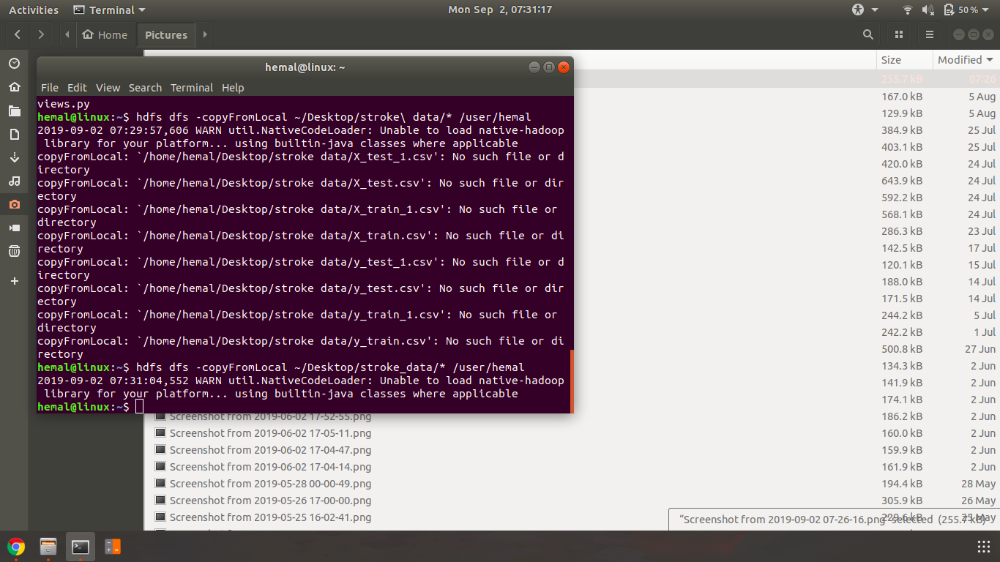 Activities Terminal Mon Sep 2, 07:31:17 50 %
Home Pictures
Size Modified
hemal@linux: ~
File Edit View Search Terminal Help
255.7 kB 07:26
views.py
167.0 kB 5 Aug
hemal@linux:~$ hdfs dfs -copyFromLocal ~/Desktop/stroke\ data/* /user/hemal
129.9 kB 5 Aug
2019-09-02 07:29:57,606 WARN util.NativeCodeLoader: Unable to load native-hadoop
384.9 kB 25 Jul
library for your platform... using builtin-java classes where applicable
403.1 kB 25 Jul
copyFromLocal: `/home/hemal/Desktop/stroke data/X_test_1.csv': No such file or d
irectory
420.0 kB 24 Jul
copyFromLocal: `/home/hemal/Desktop/stroke data/X_test.csv': No such file or dir
643.9 kB 24 Jul
ectory
592.2 kB 24 Jul
copyFromLocal: `/home/hemal/Desktop/stroke data/X_train_1.csv': No such file or
568.1 kB 24 Jul
directory
286.3 kB 23 Jul
copyFromLocal: `/home/hemal/Desktop/stroke data/X_train.csv': No such file or di
rectory
142.5 kB 17 Jul
copyFromLocal: `/home/hemal/Desktop/stroke data/y_test_1.csv': No such file or d
120.1 kB 15 Jul
irectory
188.0 kB 14 Jul
copyFromLocal: `/home/hemal/Desktop/stroke data/y_test.csv': No such file or dir
171.5 kB 14 Jul
ectory
copyFromLocal: `/home/hemal/Desktop/stroke data/y_train_1.csv': No such file or
244.2 kB 5 Jul
directory
242.2 kB 1 Jul
copyFromLocal: `/home/hemal/Desktop/stroke data/y_train.csv': No such file or di
500.8 kB 27 Jun
rectory
134.3 kB 2 Jun
hemal@linux:~$ hdfs dfs -copyFromLocal ~/Desktop/stroke_data/* /user/hemal
2019-09-02 07:31:04,552 WARN util.NativeCodeLoader: Unable to load native-hadoop
141.9 kB 2 Jun
library for your platform... using builtin-java classes where applicable
174.1 kB 2 Jun
hemal@linux:~$
Screenshot from 2019-06-02 17-52-55.png 186.2 kB 2 Jun
Screenshot from 2019-06-02 17-05-11.png 160.0 kB 2 Jun
Screenshot from 2019-06-02 17-04-47.png 159.9 kB 2 Jun
Screenshot from 2019-06-02 17-04-14.png 161.9 kB 2 Jun
Screenshot from 2019-05-28 00-00-49.png 194.4 kB 28 May
Screenshot from 2019-05-26 17-00-00.png 305.9 kB 26 May
Screenshot from 2019-05-25 16-02-41.png 229.6 kB 25 May
“Screenshot from 2019-09-02 07-26-16.png” selected (255.7 kB)